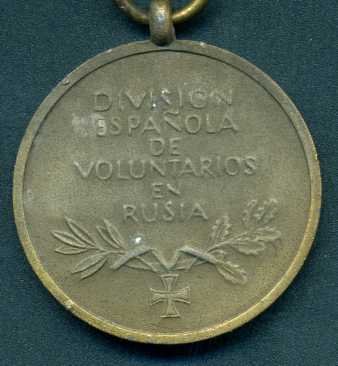 DIVISION
ESPAÑOLA
DE
VOLUNTARIOS
EN
RUSIA